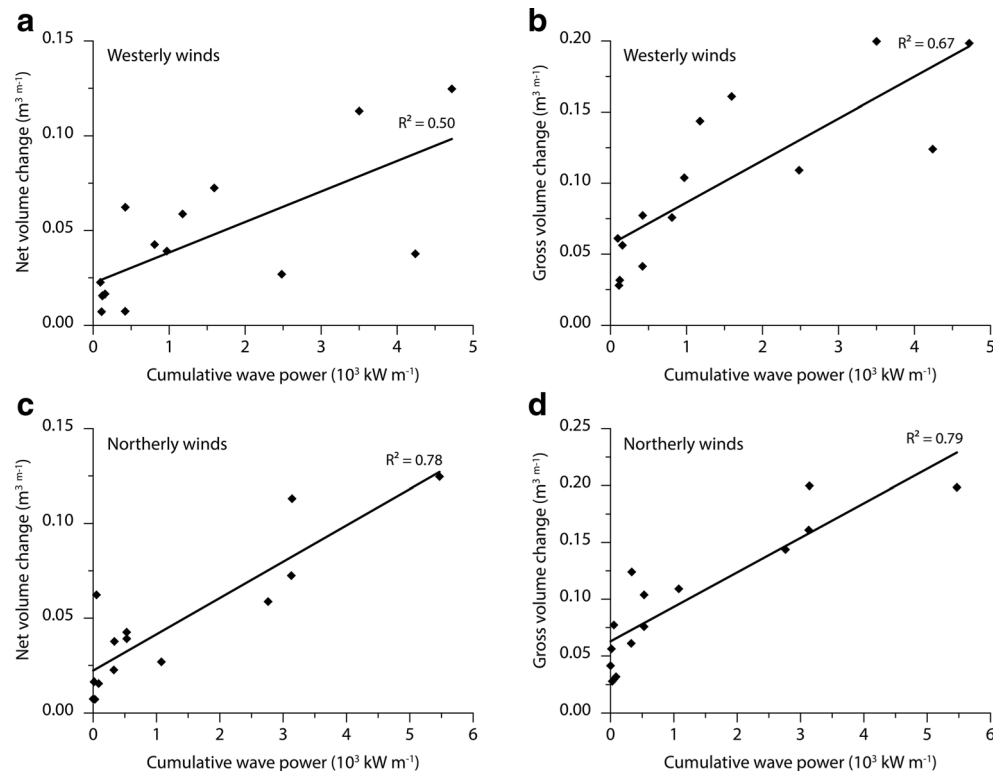 a
Westerly winds
R² = 0.50
Net volume change (m³ ᵐ⁻¹)
0.15
0.10
0.05
0.00
0 1 2 3 4 5
Cumulative wave power (10³ kW m⁻¹)
b
Westerly winds
R² = 0.67
Gross volume change (m³ ᵐ⁻¹)
0.20
0.15
0.10
0.05
0.00
0 1 2 3 4 5
Cumulative wave power (10³ kW m⁻¹)
c
Northerly winds
R² = 0.78
Net volume change (m³ ᵐ⁻¹)
0.15
0.10
0.05
0.00
0 1 2 3 4 5 6
Cumulative wave power (10³ kW m⁻¹)
d
Northerly winds
R² = 0.79
Gross volume change (m³ ᵐ⁻¹)
0.25
0.20
0.15
0.10
0.05
0.00
0 1 2 3 4 5 6
Cumulative wave power (10³ kW m⁻¹)